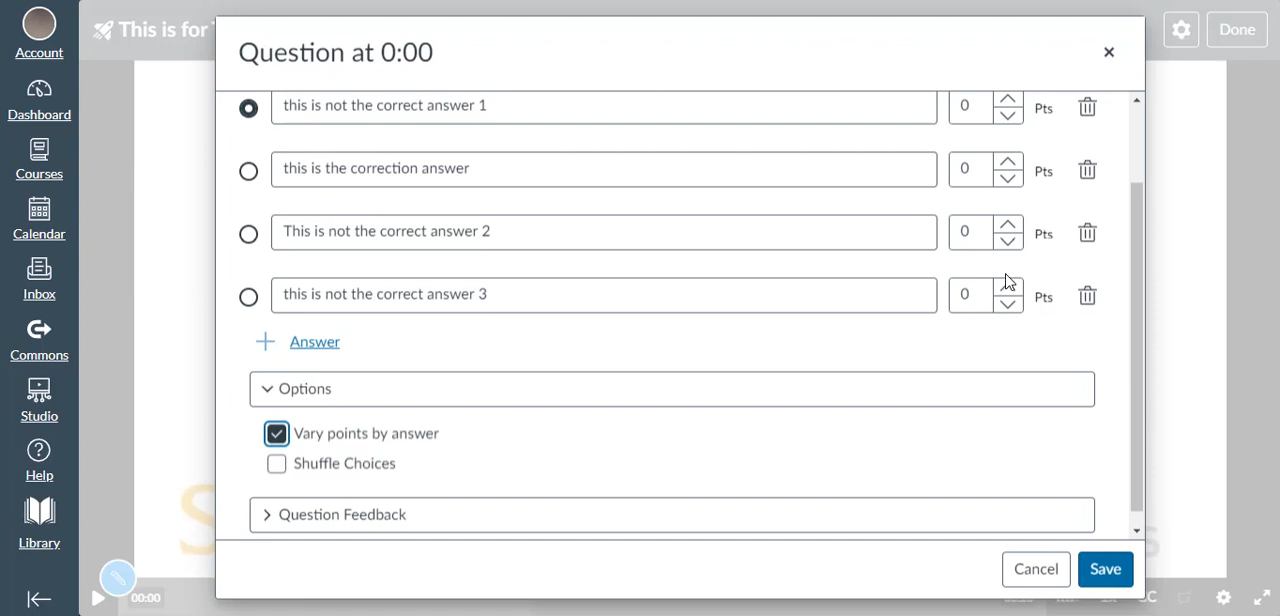 Account
Dashboard
Courses
Calendar
Inbox
Commons
Studio
Help
Library
This is for
Done
Question at 0:00
this is not the correct answer 1
0
Pts
this is the correction answer
0
Pts
This is not the correct answer 2
0
Pts
this is not the correct answer 3
0
Pts
Answer
Options
Vary points by answer
Shuffle Choices
Question Feedback
Cancel
Save
00:00